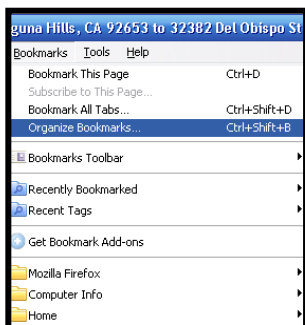 guna Hills, CA 92653 to 32382 Del Obispo St
Bookmarks Tools Help
Bookmark This Page Ctrl+D
Subscribe to This Page...
Bookmark All Tabs... Ctrl+Shift+D
Organize Bookmarks... Ctrl+Shift+B
Bookmarks Toolbar
Recently Bookmarked
Recent Tags
Get Bookmark Add-ons
Mozilla Firefox
Computer Info
Home